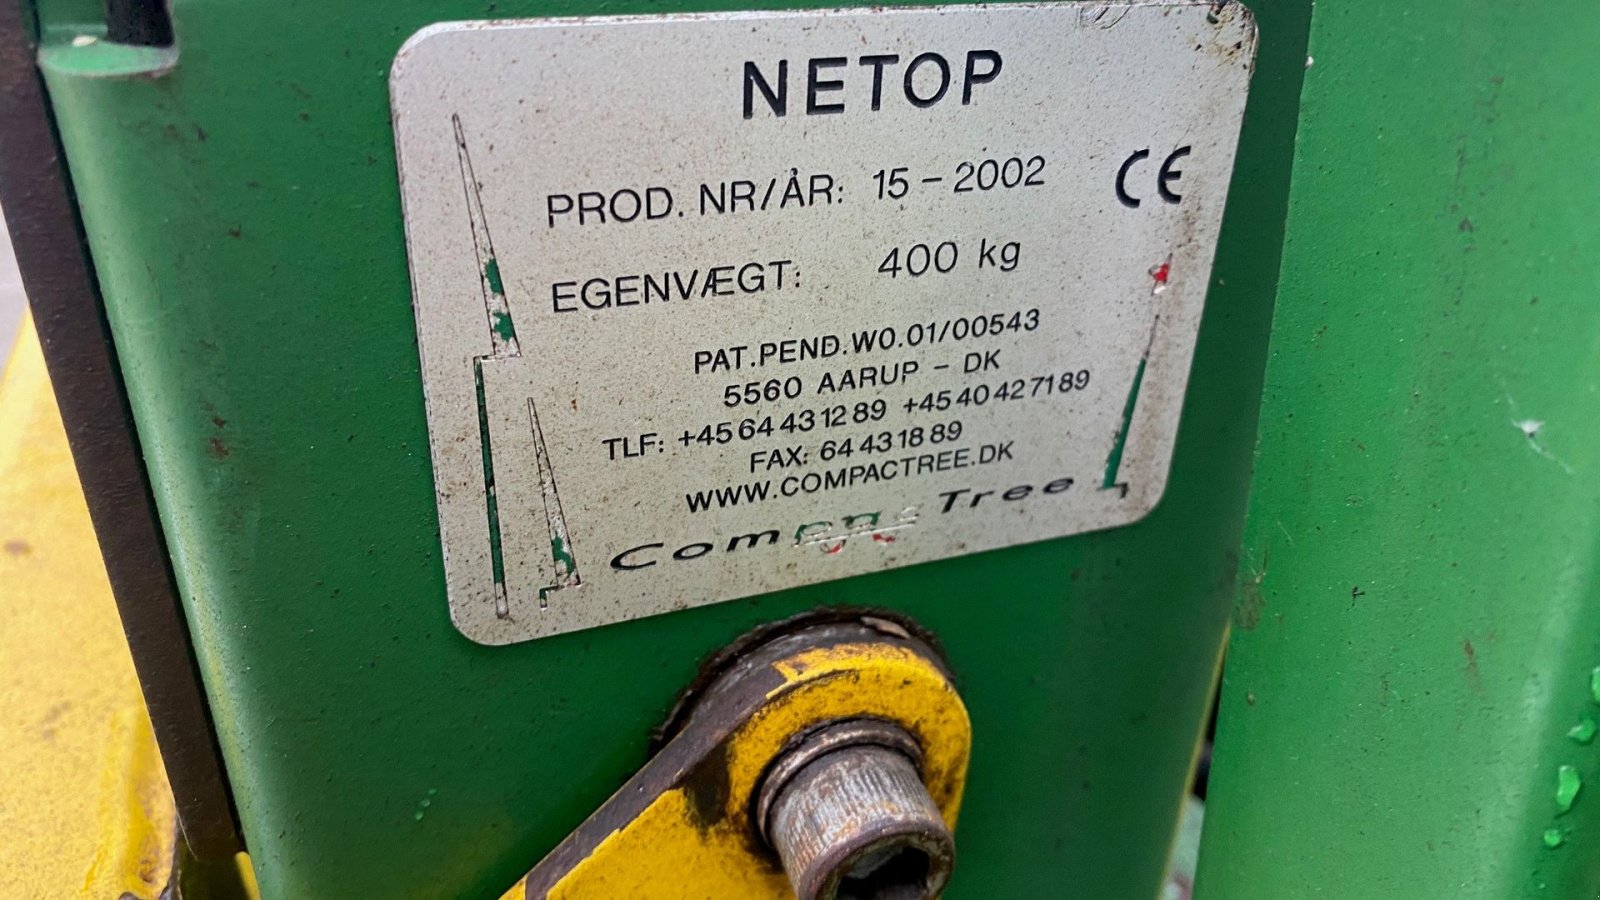 NETOP
PROD. NR/ÅR: 15-2002
CE
EGENVÆGT: 400 kg
PAT.PEND.WO.01/00543
5560 AARUP - DK
TLF: +45 64 43 12 89 +45 40 42 71 89
FAX: 64 43 18 89
WWW.COMPACTREE.DK
Tree